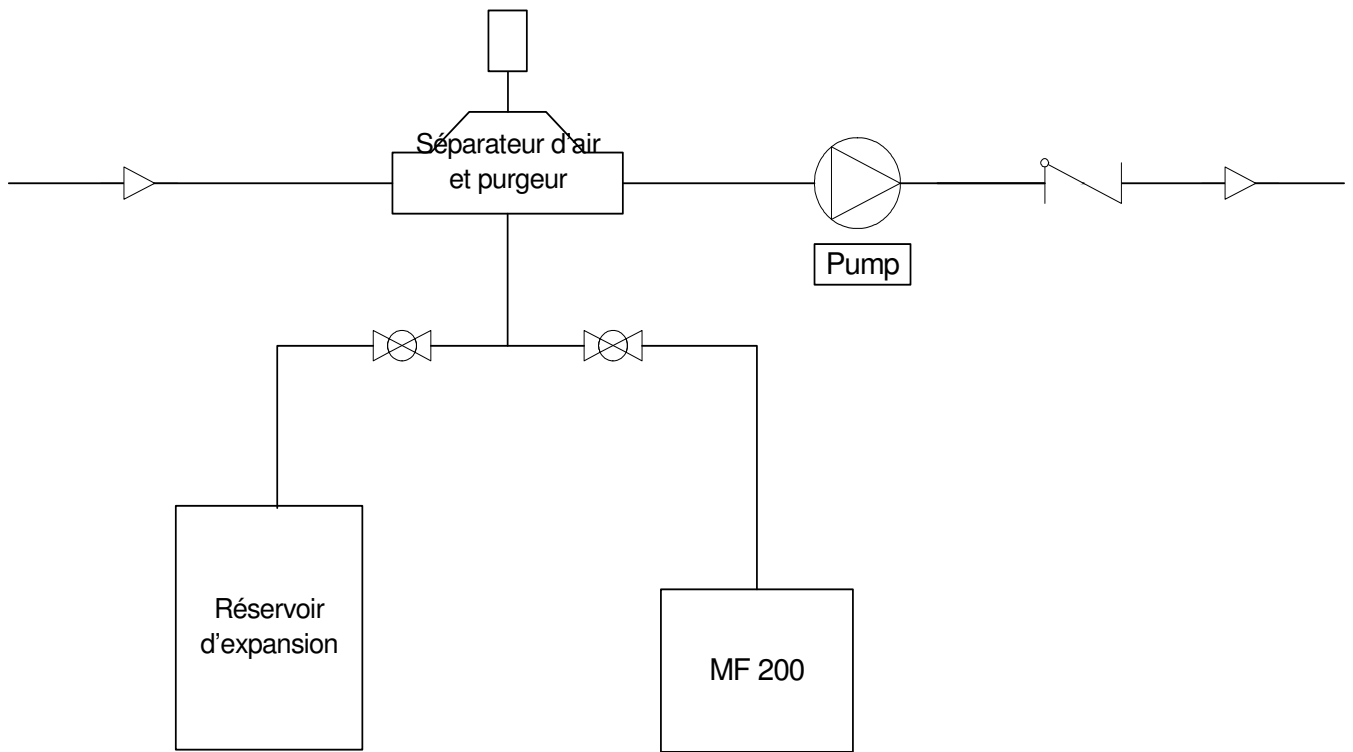 Séparateur d'air
et purgeur
Pump
Réservoir
d'expansion
MF 200